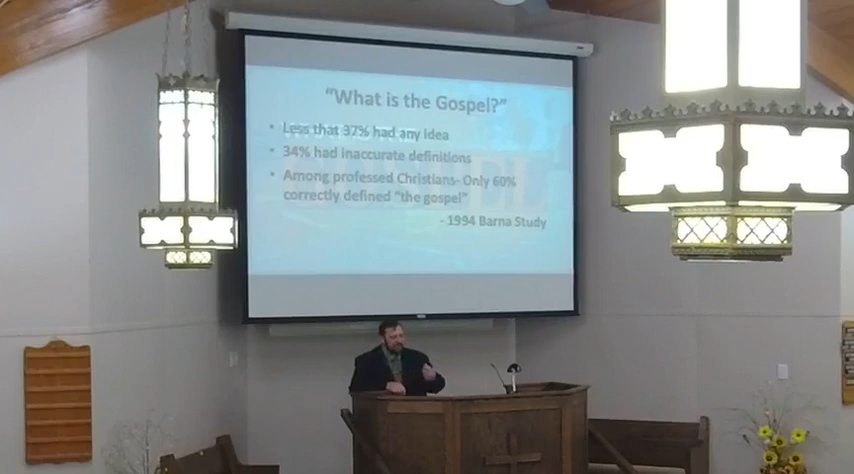 "What is the Gospel?"
• Less that 37% had any idea
• 34% had inaccurate definitions
• Among professed Christians- Only 60%
correctly defined "the gospel"
- 1994 Barna Study